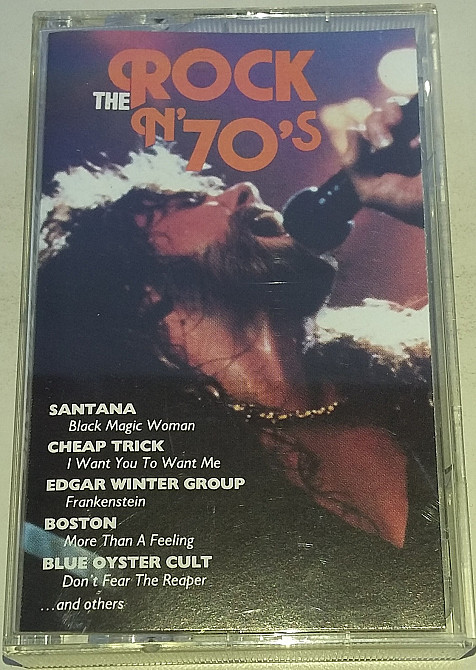 THE ROCK
N' 70'S
SANTANA
Black Magic Woman
CHEAP TRICK
I Want You To Want Me
EDGAR WINTER GROUP
Frankenstein
BOSTON
More Than A Feeling
BLUE OYSTER CULT
Don't Fear The Reaper
...and others